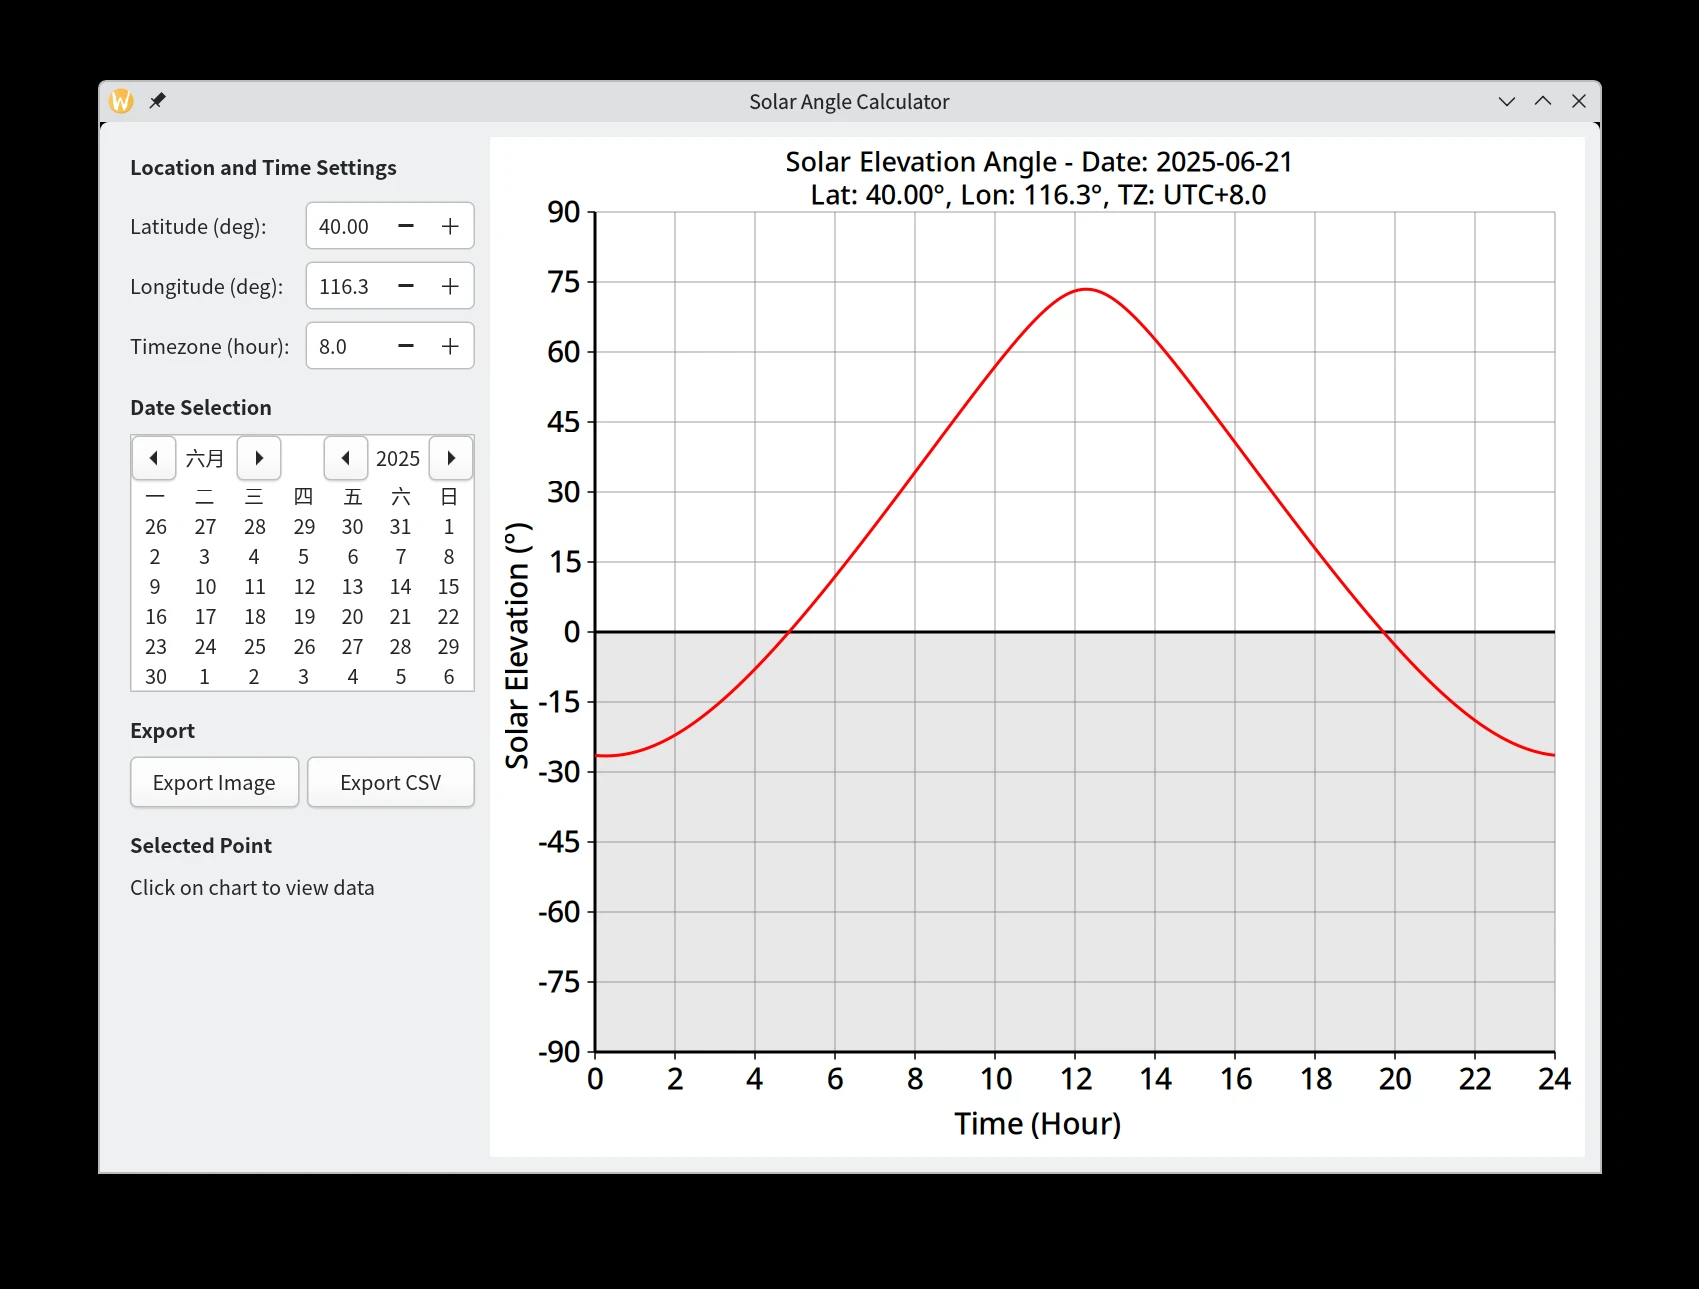 Solar Angle Calculator
Location and Time Settings
Latitude (deg): 40.00
Longitude (deg): 116.3
Timezone (hour): 8.0
Date Selection
六月 2025
一 二 三 四 五 六 日
26 27 28 29 30 31 1
2 3 4 5 6 7 8
9 10 11 12 13 14 15
16 17 18 19 20 21 22
23 24 25 26 27 28 29
30 1 2 3 4 5 6
Export
Export Image Export CSV
Selected Point
Click on chart to view data
Solar Elevation Angle - Date: 2025-06-21
Lat: 40.00°, Lon: 116.3°, TZ: UTC+8.0
Solar Elevation (°)
90
75
60
45
30
15
0
-15
-30
-45
-60
-75
-90
0 2 4 6 8 10 12 14 16 18 20 22 24
Time (Hour)